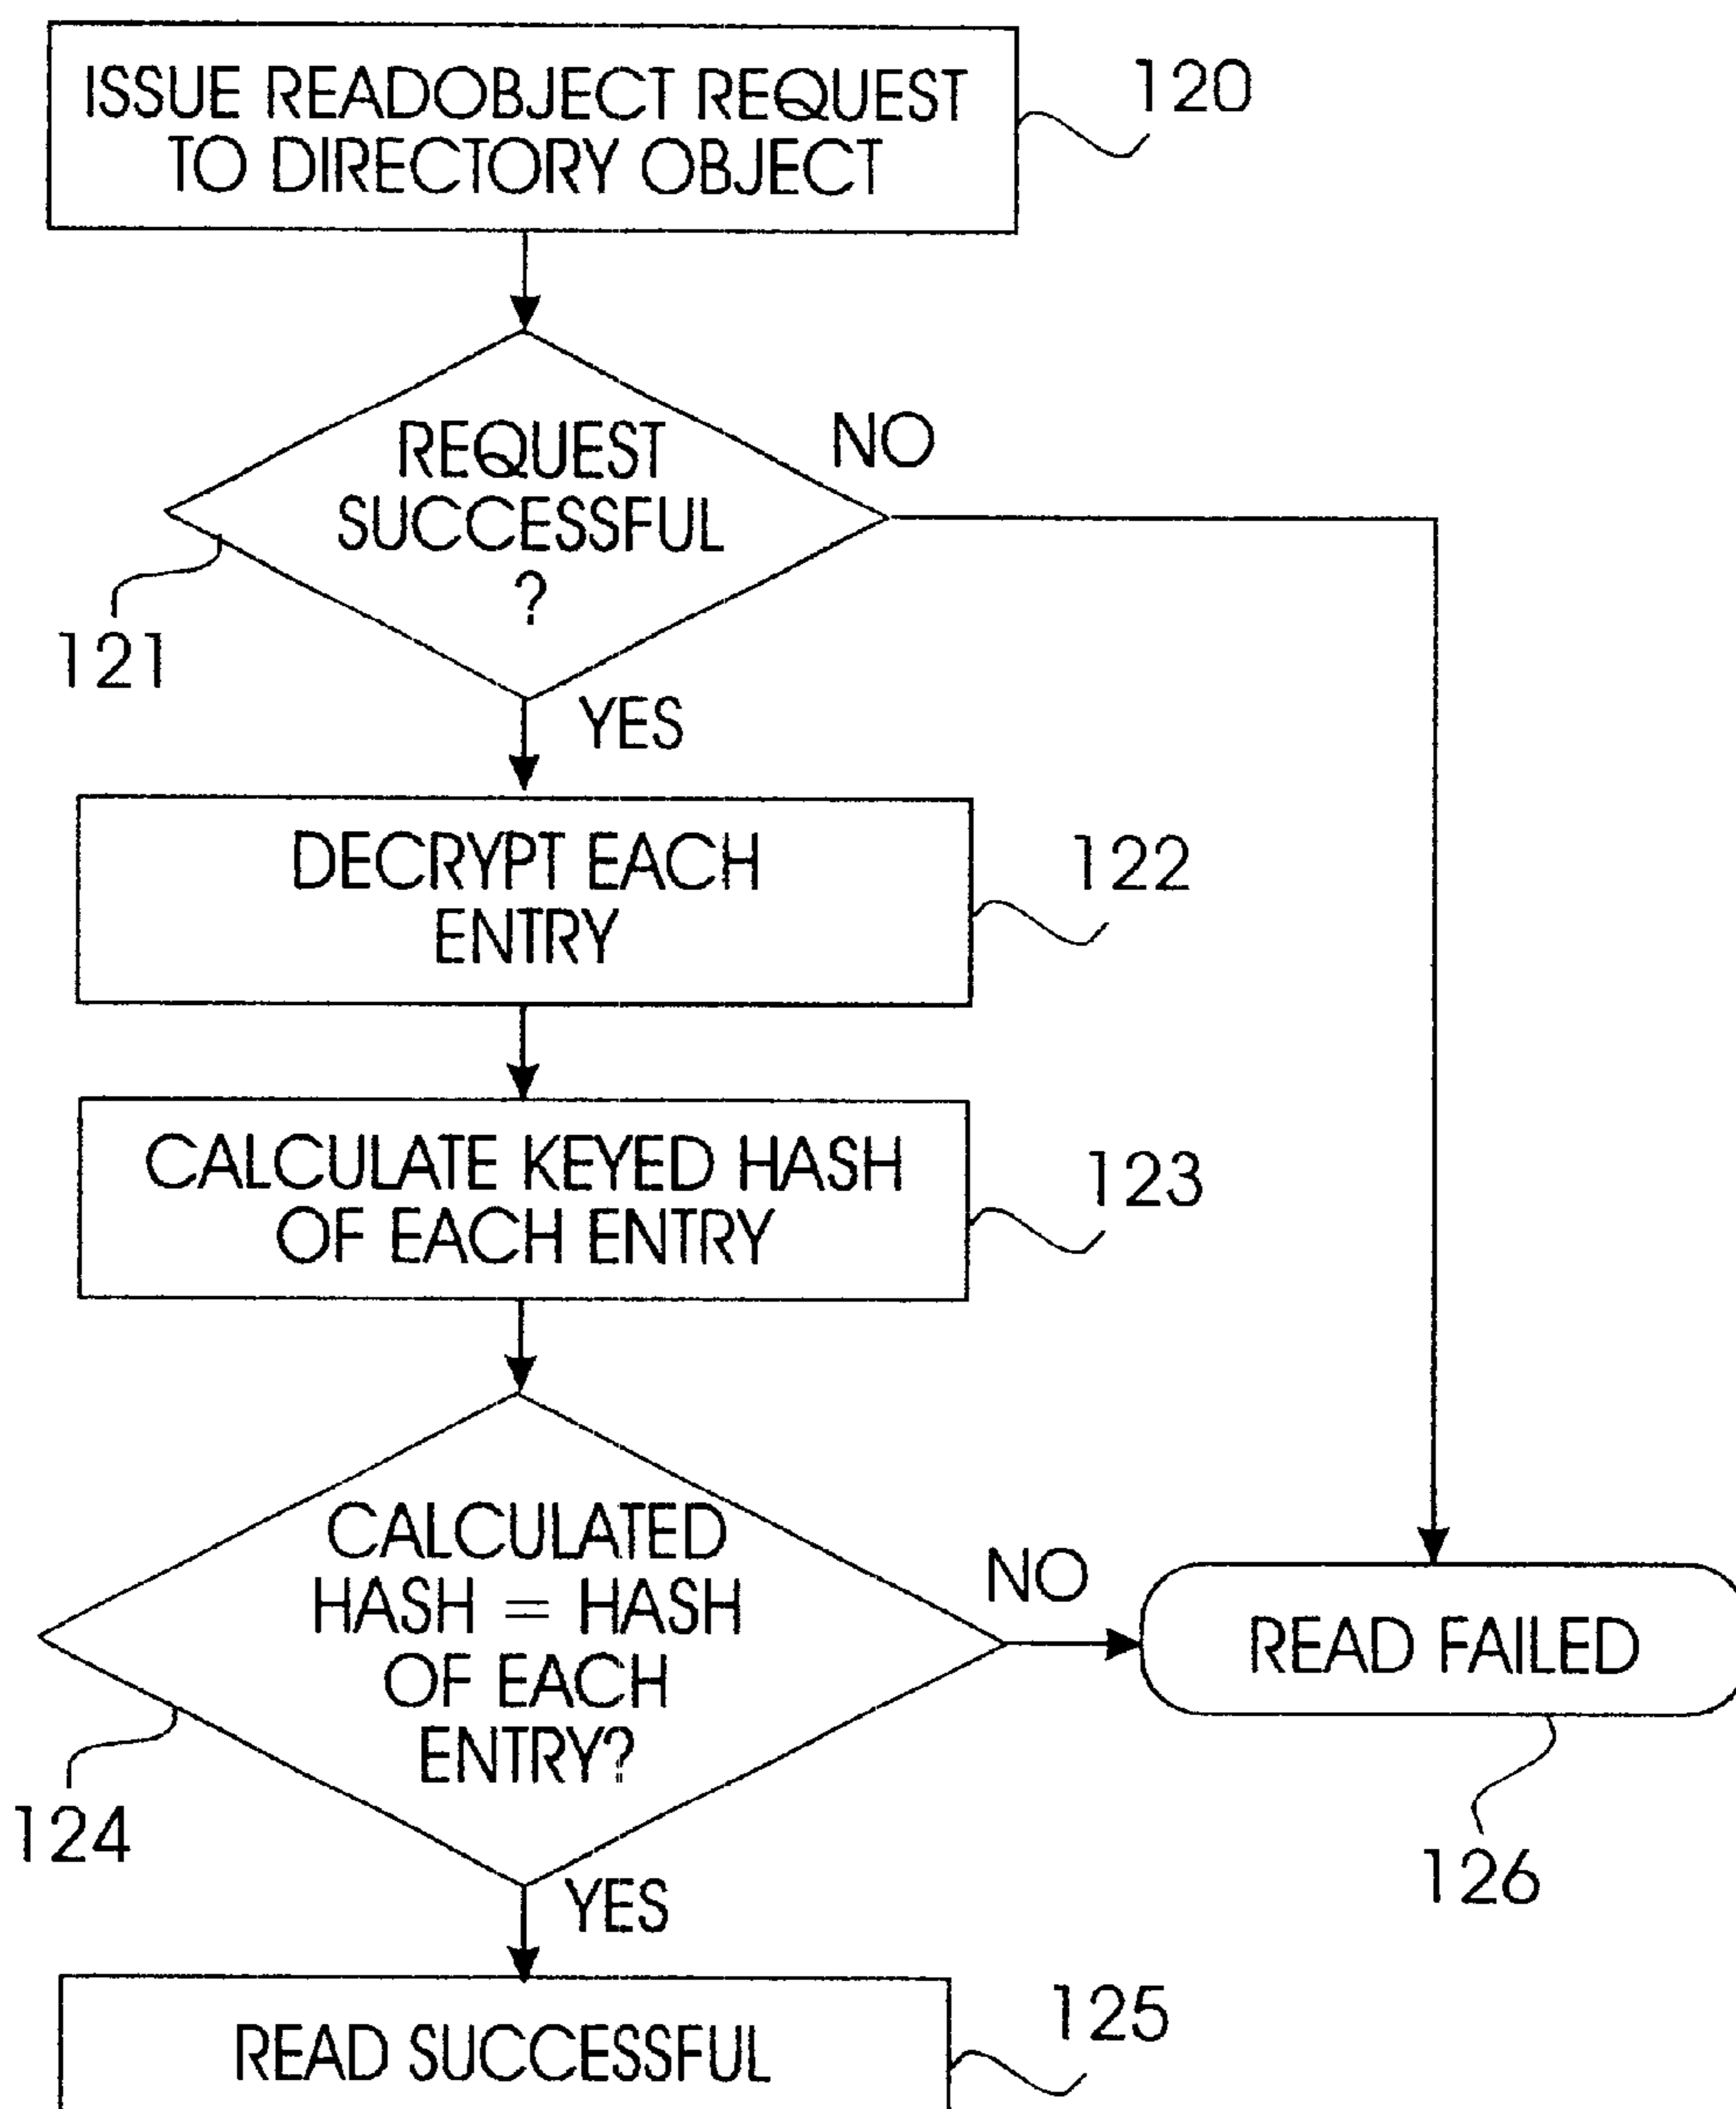 ISSUE READOBJECT REQUEST
TO DIRECTORY OBJECT
120
REQUEST
SUCCESSFUL
?
NO
121
YES
DECRYPT EACH
ENTRY
122
CALCULATE KEYED HASH
OF EACH ENTRY
123
CALCULATED
HASH = HASH
OF EACH
ENTRY?
NO
READ FAILED
124
126
YES
READ SUCCESSFUL
125